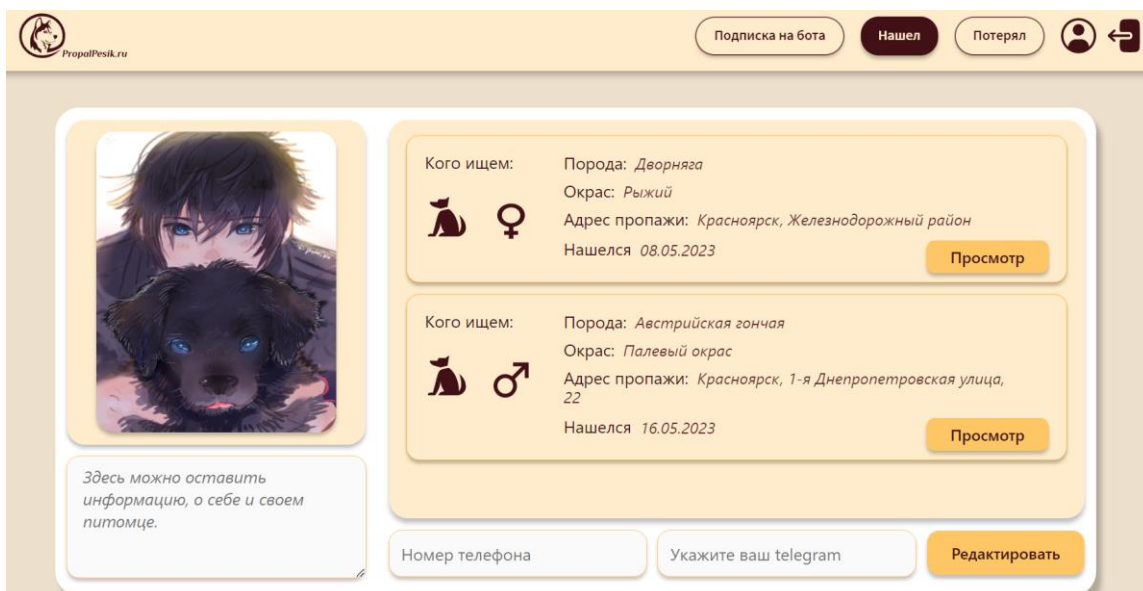 PropalPesik.ru
Подписка на бота
Нашел
Потерял
Кого ищем:
Порода: Дворняга
Окрас: Рыжий
Адрес пропажи: Красноярск, Железнодорожный район
Нашелся 08.05.2023
Просмотр
Кого ищем:
Порода: Австрийская гончая
Окрас: Палевый окрас
Адрес пропажи: Красноярск, 1-я Днепропетровская улица,
22
Нашелся 16.05.2023
Просмотр
Здесь можно оставить
информацию, о себе и своем
питомце.
Номер телефона
Укажите ваш telegram
Редактировать